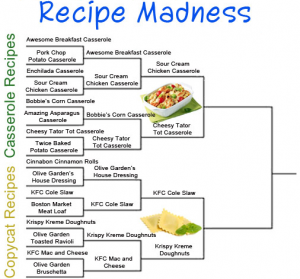 Recipe Madness
Casserole Recipes
Copycat Recipes
Awesome Breakfast Casserole
Pork Chop
Potato Casserole
Enchilada Casserole
Sour Cream
Chicken Casserole
Bobbie's Corn Casserole
Amazing Asparagus
Casserole
Cheesy Tater Tot Casserole
Twice Baked
Potato Casserole
Cinnabon Cinnamon Rolls
Olive Garden's
House Dressing
KFC Cole Slaw
Boston Market
Meat Loaf
Krispy Kreme Doughnuts
Olive Garden
Toasted Ravioli
KFC Mac and Cheese
Olive Garden
Bruschetta
Awesome Breakfast Casserole
Sour Cream
Chicken Casserole
Bobbie's Corn Casserole
Cheesy Tater
Tot Casserole
Olive Garden's
House Dressing
KFC Cole Slaw
Krispy Kreme Doughnuts
KFC Mac and
Cheese
Sour Cream
Chicken Casserole
Cheesy Tater
Tot Casserole
KFC Cole Slaw
Krispy Kreme
Doughnuts